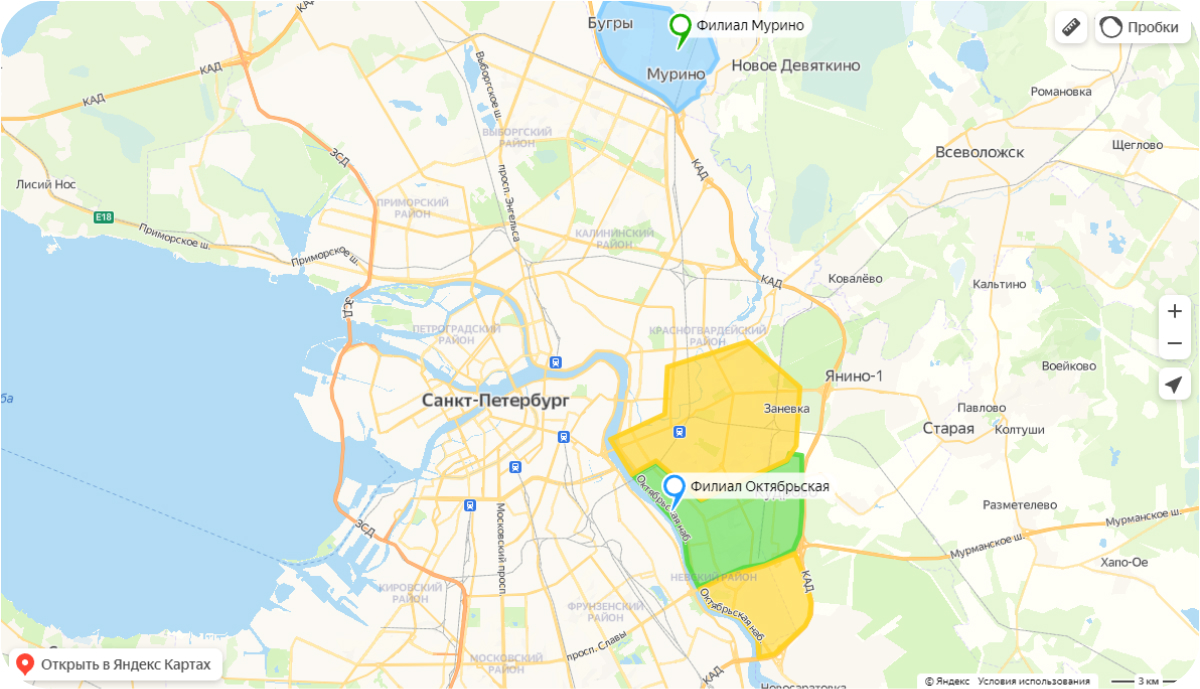 Бугры
Филиал Мурино
Пробки
КАД
Мурино
Новое Девяткино
Выборгское ш.
Романовка
КАД
ВЫБОРГСКИЙ
РАЙОН
ЗСД
Всеволожск
Щеглово
КАД
Лисий Нос
просп. Энгельса
ПРИМОРСКИЙ
РАЙОН
E18
Приморское ш.
КАЛИНИНСКИЙ
РАЙОН
Приморское ш.
КАД
Ковалёво
Кальтино
ЗСД
ПЕТРОГРАДСКИЙ
РАЙОН
КРАСНОГВАРДЕЙСКИЙ
РАЙОН
Воейково
Янино-1
ба
Санкт-Петербург
Заневка
Павлово
Старая
Колтуши
Филиал Октябрьская
Октябрьская наб.
Разметелево
Московский просп
ЗСД
Мурманское ш.
Мурманское ш.
Хапо-Ое
КИРОВСКИЙ
РАЙОН
НЕВСКИЙ РАЙОН
КАД
Октябрьская наб.
ФРУНЗЕНСКИЙ
РАЙОН
просп. Славы
МОСКОВСКИЙ
РАЙОН
Открыть в Яндекс Картах
КАД
Новосаратовка
© Яндекс Условия использования
3 км